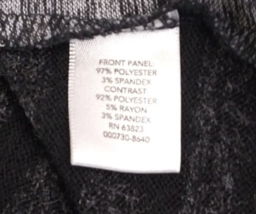 FRONT PANEL
97% POLYESTER
3% SPANDEX
CONTRAST
92% POLYESTER
5% RAYON
3% SPANDEX
RN 63823
000730-8640